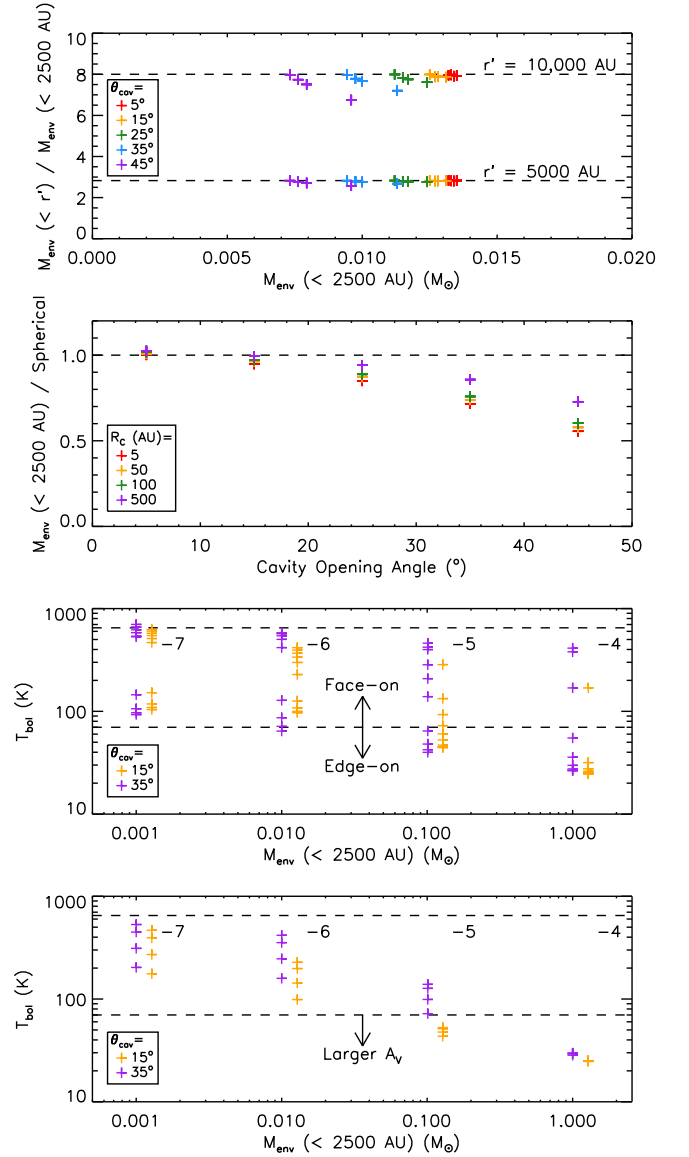 M_env (< r') / M_env (< 2500 AU)
10
8
6
4
2
0
θ_cav=
5°
15°
25°
35°
45°
r' = 10,000 AU
r' = 5000 AU
0.000 0.005 0.010 0.015 0.020
M_env (< 2500 AU) (M_⊙)
M_env (< 2500 AU) / Spherical
1.0
0.5
0.0
R_C (AU)=
5
50
100
500
0 10 20 30 40 50
Cavity Opening Angle (°)
T_bol (K)
1000
100
10
-7 -6 -5 -4
Face-on
Edge-on
θ_cav=
15°
35°
0.001 0.010 0.100 1.000
M_env (< 2500 AU) (M_⊙)
T_bol (K)
1000
100
10
-7 -6 -5 -4
Larger A_V
θ_cav=
15°
35°
0.001 0.010 0.100 1.000
M_env (< 2500 AU) (M_⊙)